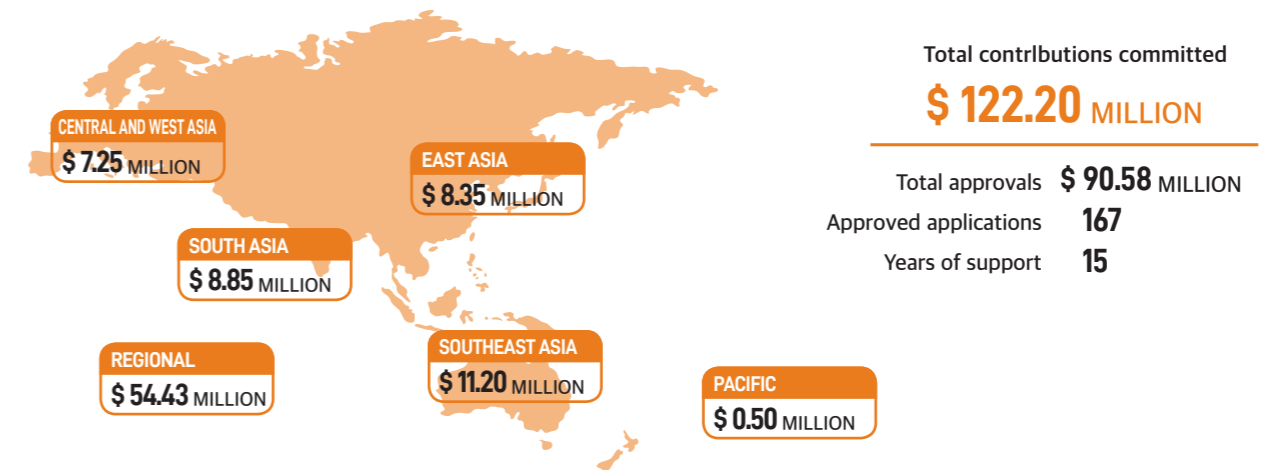 Total contrlbutions committed
$ 122.20 MILLION
Total approvals $ 90.58 MILLION
Approved applications 167
Years of support 15
CENTRAL AND WEST ASIA
$ 7.25 MILLION
EAST ASIA
$ 8.35 MILLION
SOUTH ASIA
$ 8.85 MILLION
REGIONAL
$ 54.43 MILLION
SOUTHEAST ASIA
$ 11.20 MILLION
PACIFIC
$ 0.50 MILLION